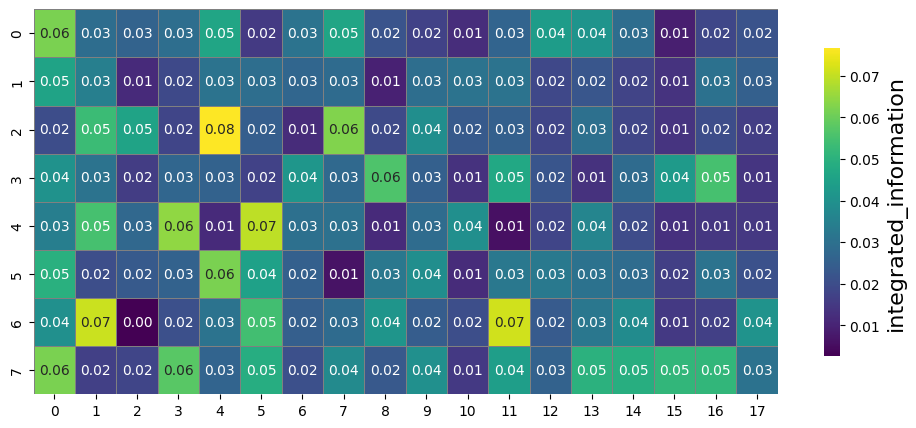 0 0.06 0.03 0.03 0.03 0.05 0.02 0.03 0.05 0.02 0.02 0.01 0.03 0.04 0.04 0.03 0.01 0.02 0.02
1 0.05 0.03 0.01 0.02 0.03 0.03 0.03 0.03 0.01 0.03 0.03 0.03 0.02 0.02 0.02 0.01 0.03 0.03
2 0.02 0.05 0.05 0.02 0.08 0.02 0.01 0.06 0.02 0.04 0.02 0.03 0.02 0.03 0.02 0.01 0.02 0.02
3 0.04 0.03 0.02 0.03 0.03 0.02 0.04 0.03 0.06 0.03 0.01 0.05 0.02 0.01 0.03 0.04 0.05 0.01
4 0.03 0.05 0.03 0.06 0.01 0.07 0.03 0.03 0.01 0.03 0.04 0.01 0.02 0.04 0.02 0.01 0.01 0.01
5 0.05 0.02 0.02 0.03 0.06 0.04 0.02 0.01 0.03 0.04 0.01 0.03 0.03 0.03 0.03 0.02 0.03 0.02
6 0.04 0.07 0.00 0.02 0.03 0.05 0.02 0.03 0.04 0.02 0.02 0.07 0.02 0.03 0.04 0.01 0.02 0.04
7 0.06 0.02 0.02 0.06 0.03 0.05 0.02 0.04 0.02 0.04 0.01 0.04 0.03 0.05 0.05 0.05 0.05 0.03
0 1 2 3 4 5 6 7 8 9 10 11 12 13 14 15 16 17
0.07
0.06
0.05
0.04
0.03
0.02
0.01
integrated_information